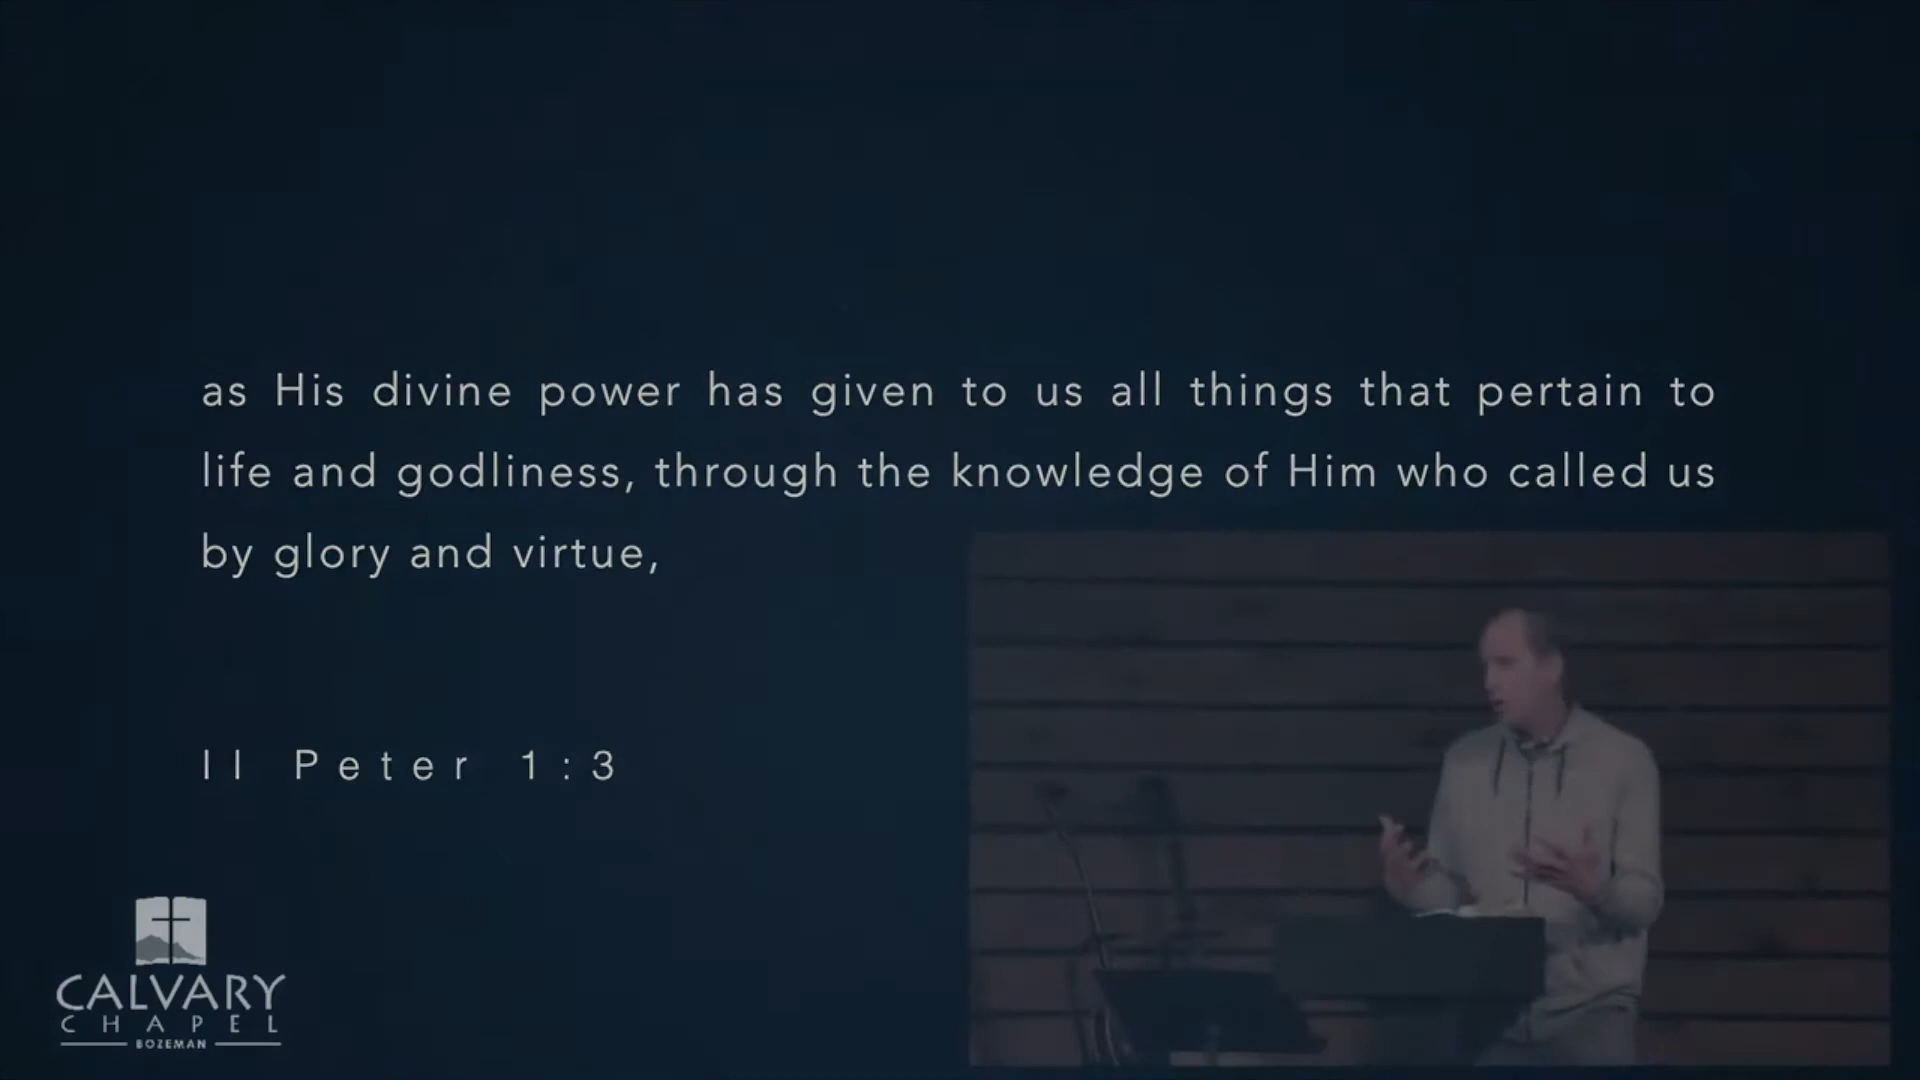 as His divine power has given to us all things that pertain to
life and godliness, through the knowledge of Him who called us
by glory and virtue,
II Peter 1:3
CALVARY
CHAPEL
BOZEMAN